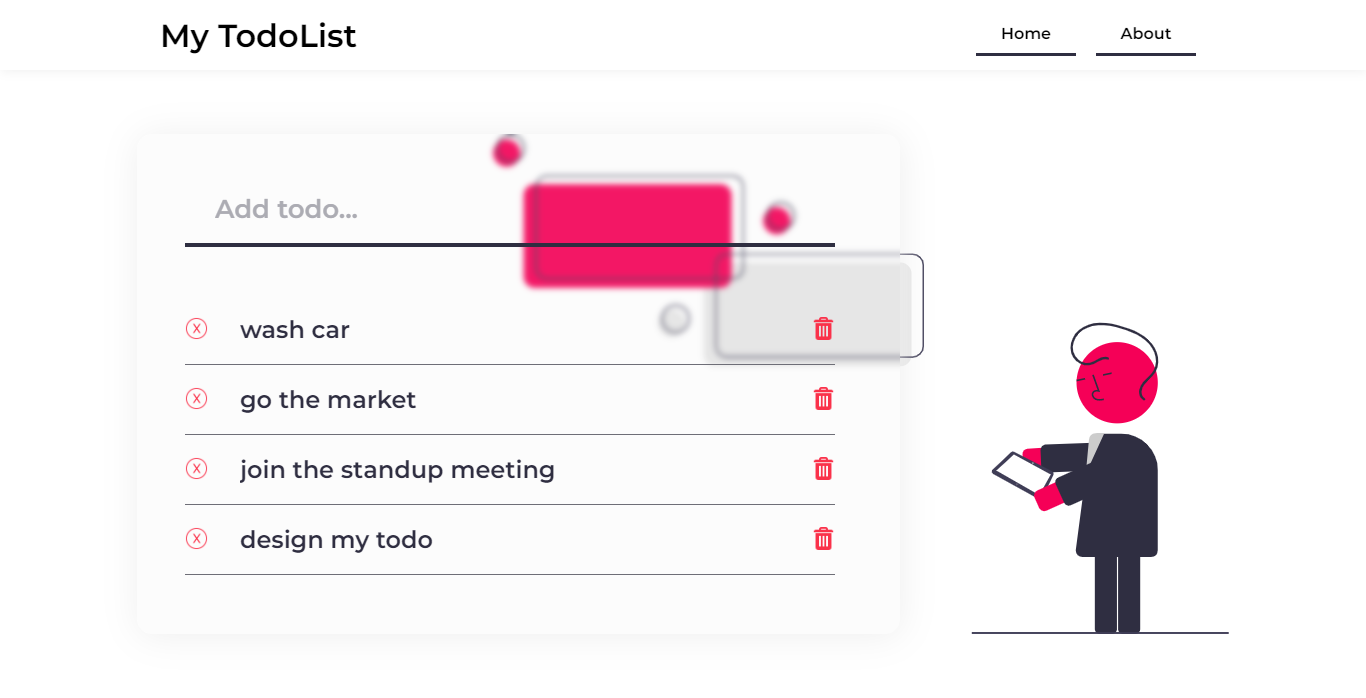 My TodoList
Home About
Add todo...
x wash car
x go the market
x join the standup meeting
x design my todo